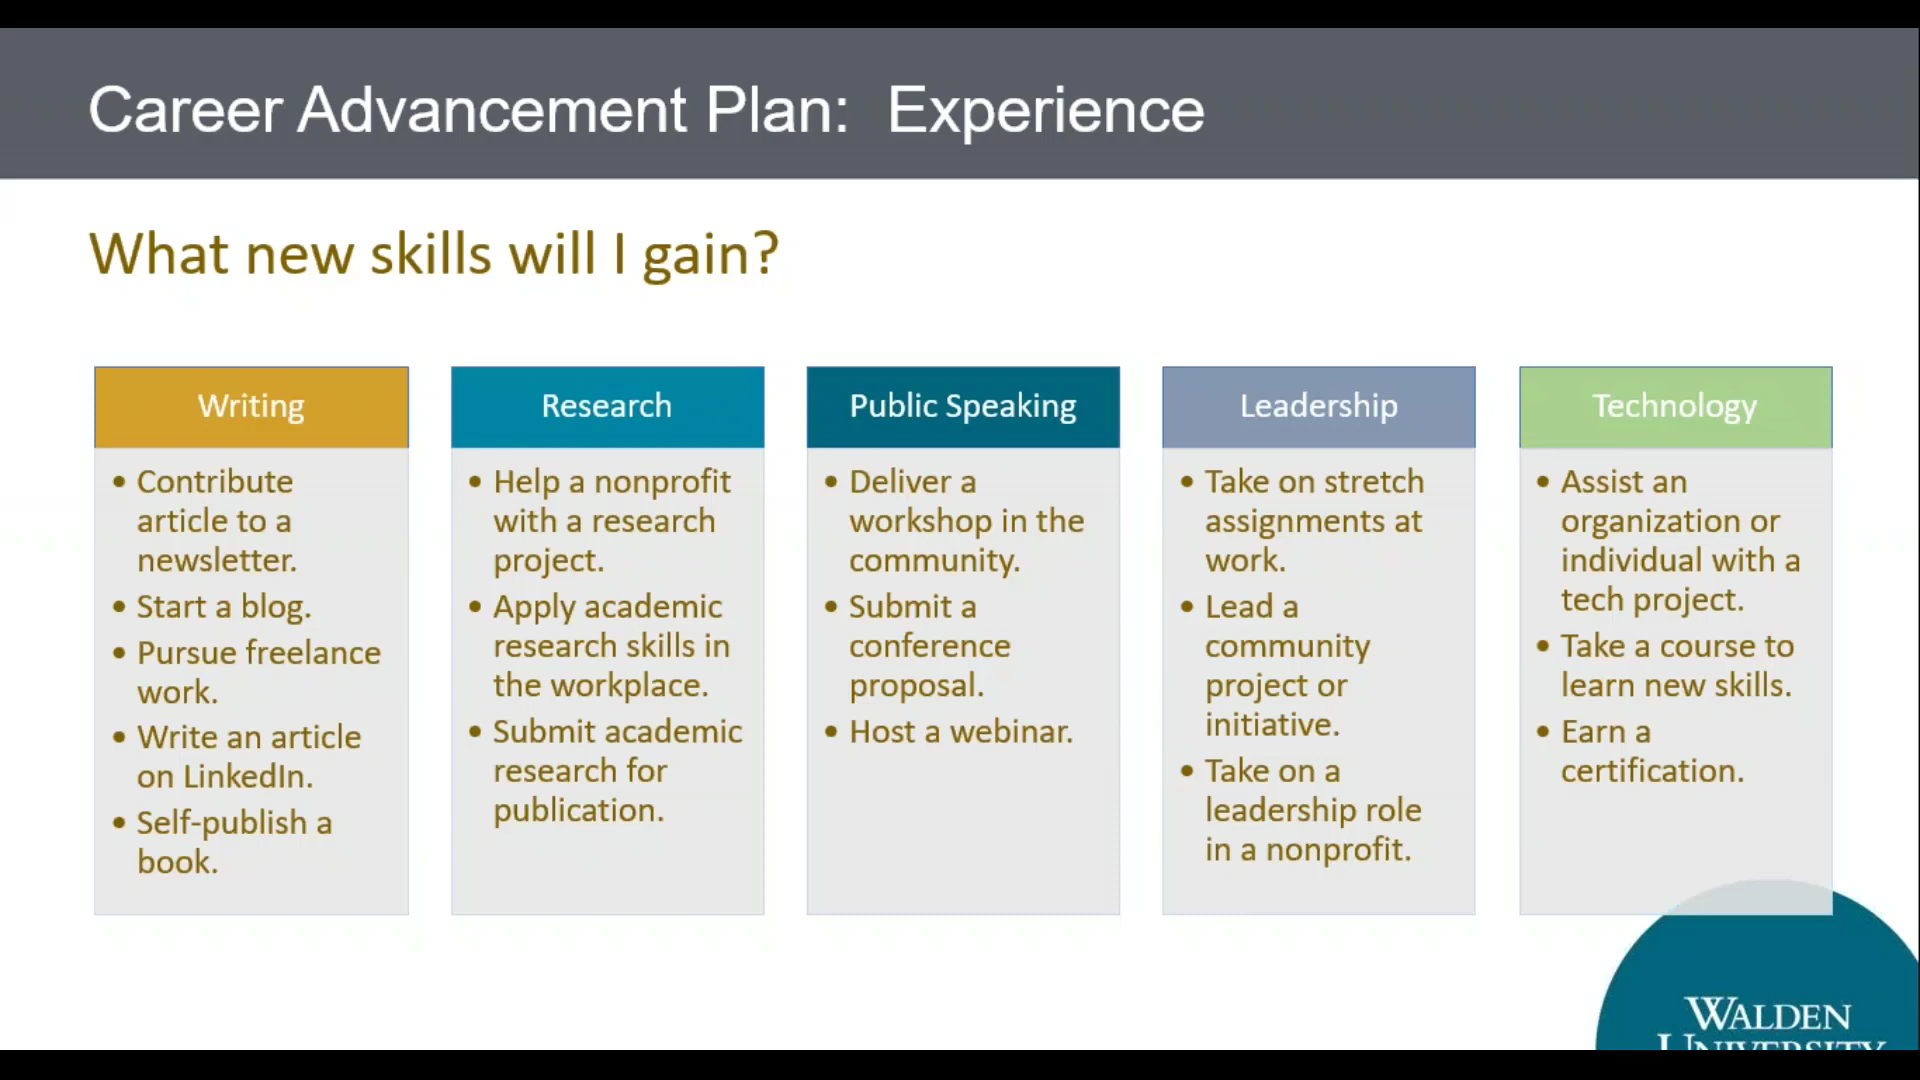 Career Advancement Plan: Experience
What new skills will I gain?
Writing
• Contribute
article to a
newsletter.
• Start a blog.
• Pursue freelance
work.
• Write an article
on LinkedIn.
• Self-publish a
book.
Research
• Help a nonprofit
with a research
project.
• Apply academic
research skills in
the workplace.
• Submit academic
research for
publication.
Public Speaking
• Deliver a
workshop in the
community.
• Submit a
conference
proposal.
• Host a webinar.
Leadership
• Take on stretch
assignments at
work.
• Lead a
community
project or
initiative.
• Take on a
leadership role
in a nonprofit.
Technology
• Assist an
organization or
individual with a
tech project.
• Take a course to
learn new skills.
• Earn a
certification.
WALDEN
UNIVERSITY